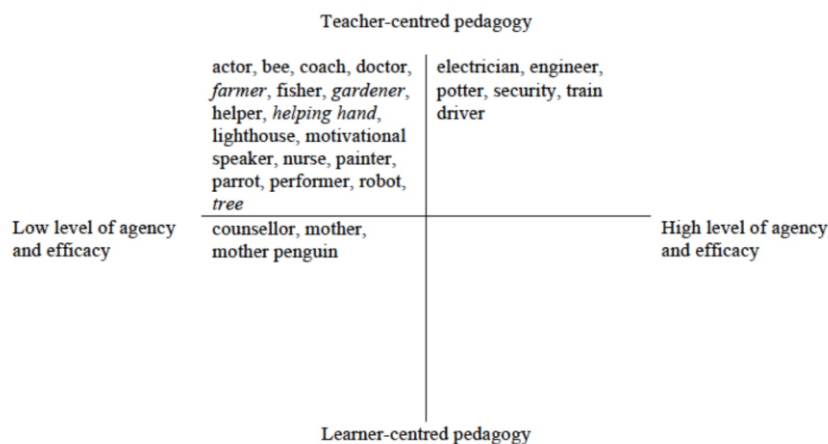 Teacher-centred pedagogy
actor, bee, coach, doctor,
farmer, fisher, gardener,
helper, helping hand,
lighthouse, motivational
speaker, nurse, painter,
parrot, performer, robot,
tree
electrician, engineer,
potter, security, train
driver
Low level of agency
and efficacy
counsellor, mother,
mother penguin
High level of agency
and efficacy
Learner-centred pedagogy